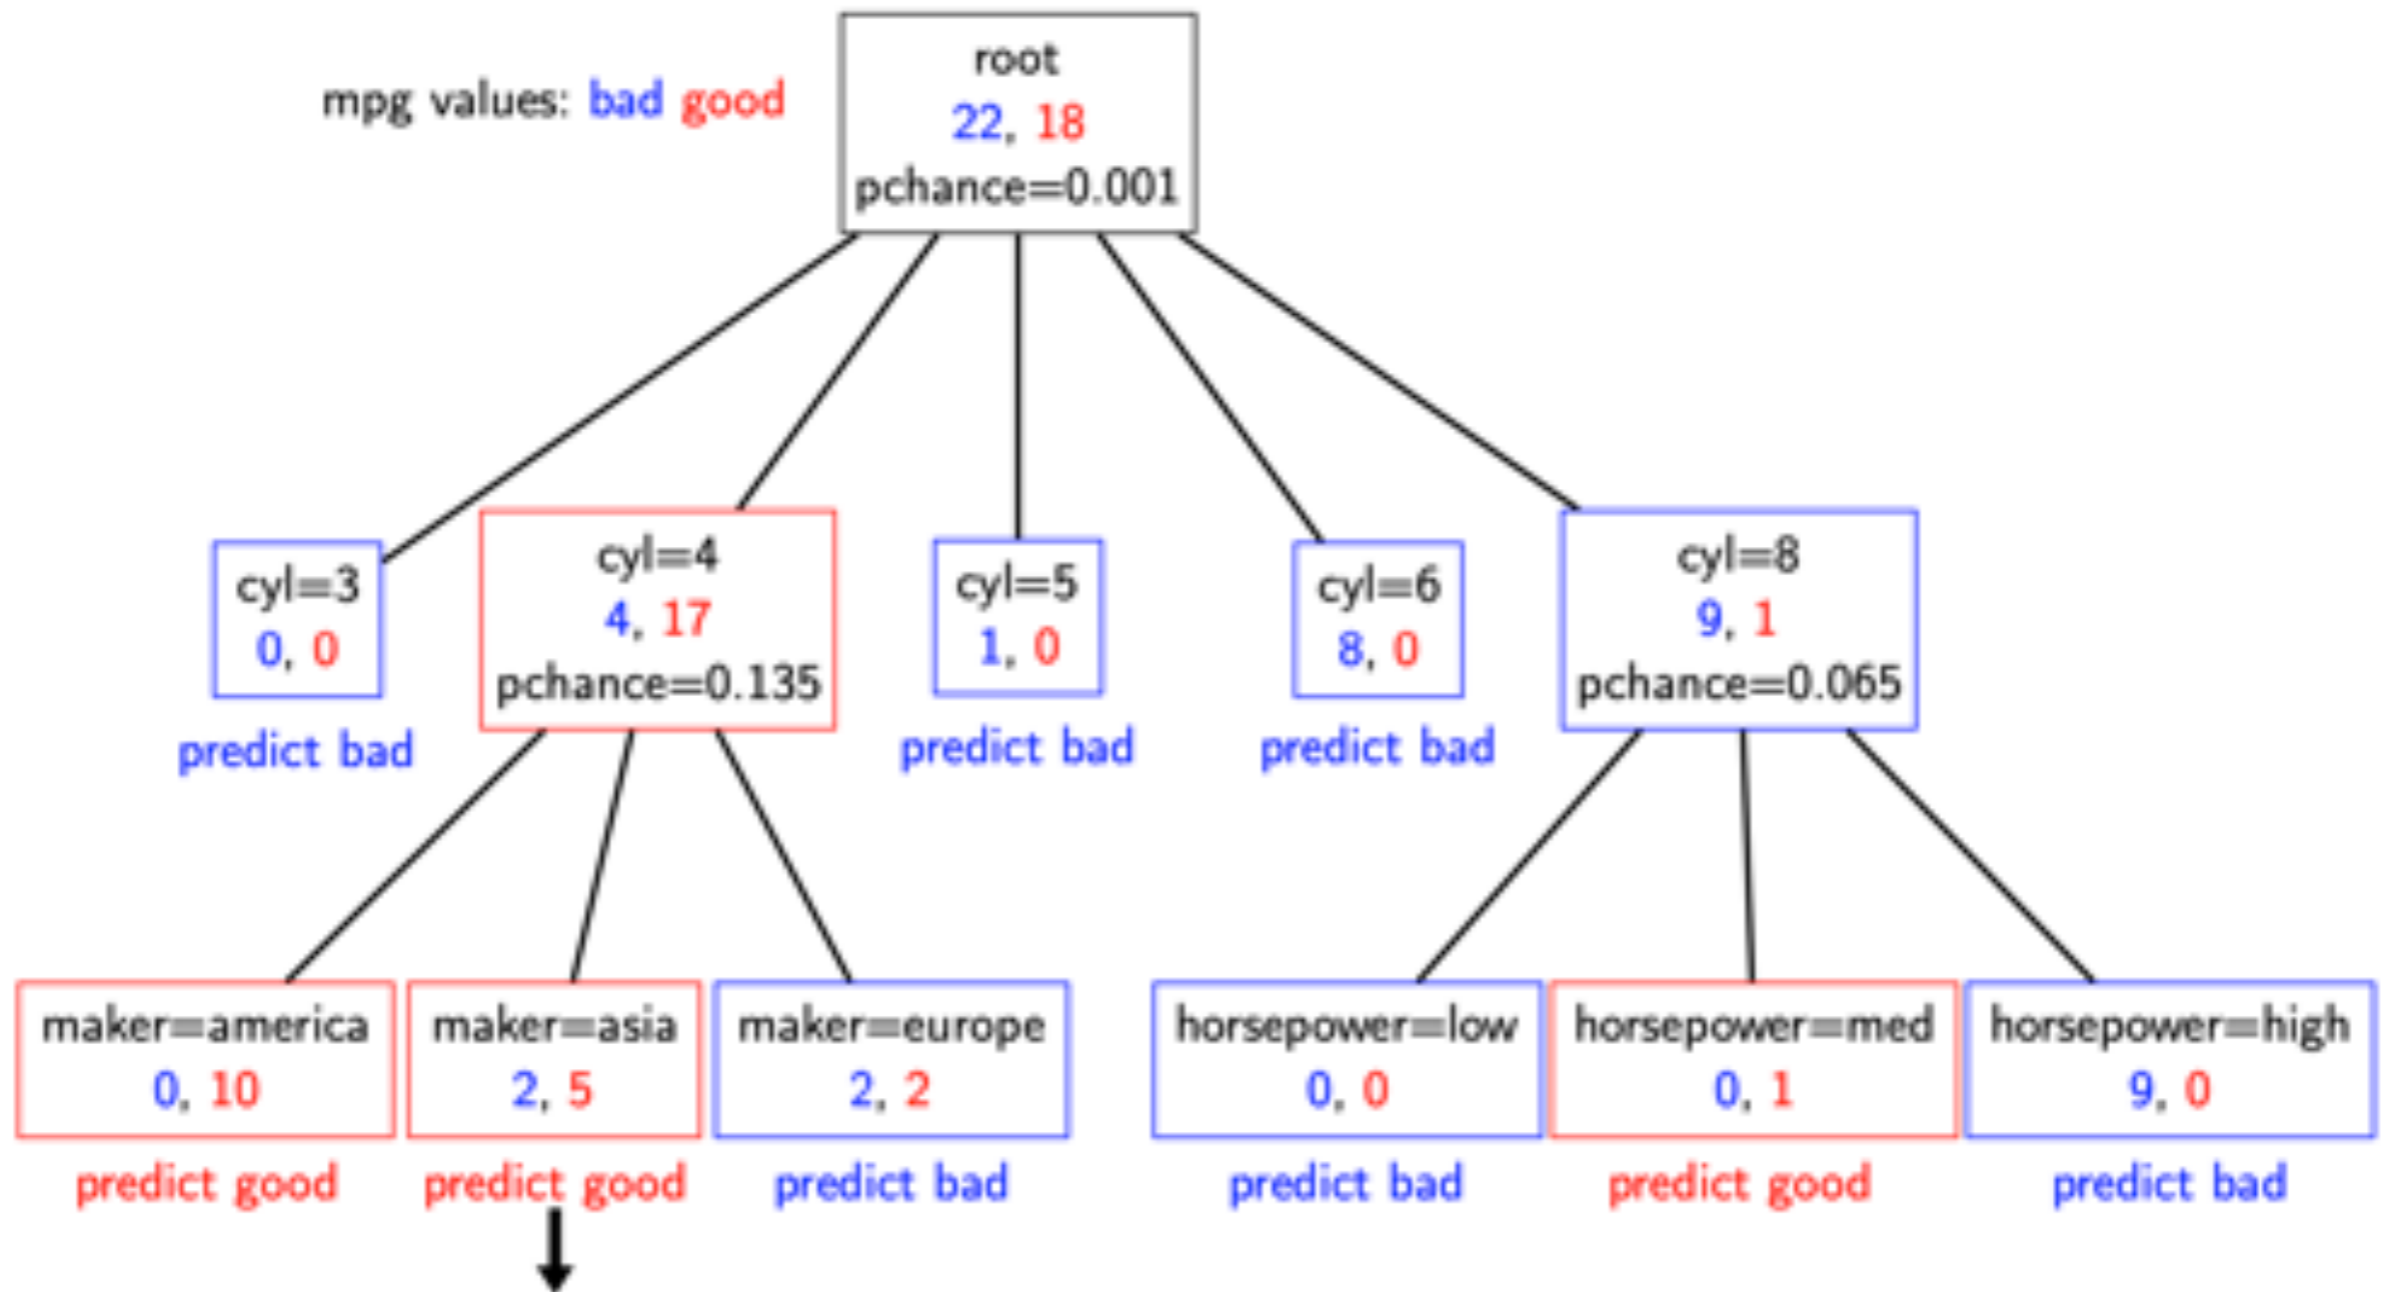 mpg values: bad good
root
22, 18
pchance=0.001
cyl=3
0, 0
predict bad
cyl=4
4, 17
pchance=0.135
cyl=5
1, 0
predict bad
cyl=6
8, 0
predict bad
cyl=8
9, 1
pchance=0.065
maker=america
0, 10
predict good
maker=asia
2, 5
predict good
maker=europe
2, 2
predict bad
horsepower=low
0, 0
predict bad
horsepower=med
0, 1
predict good
horsepower=high
9, 0
predict bad